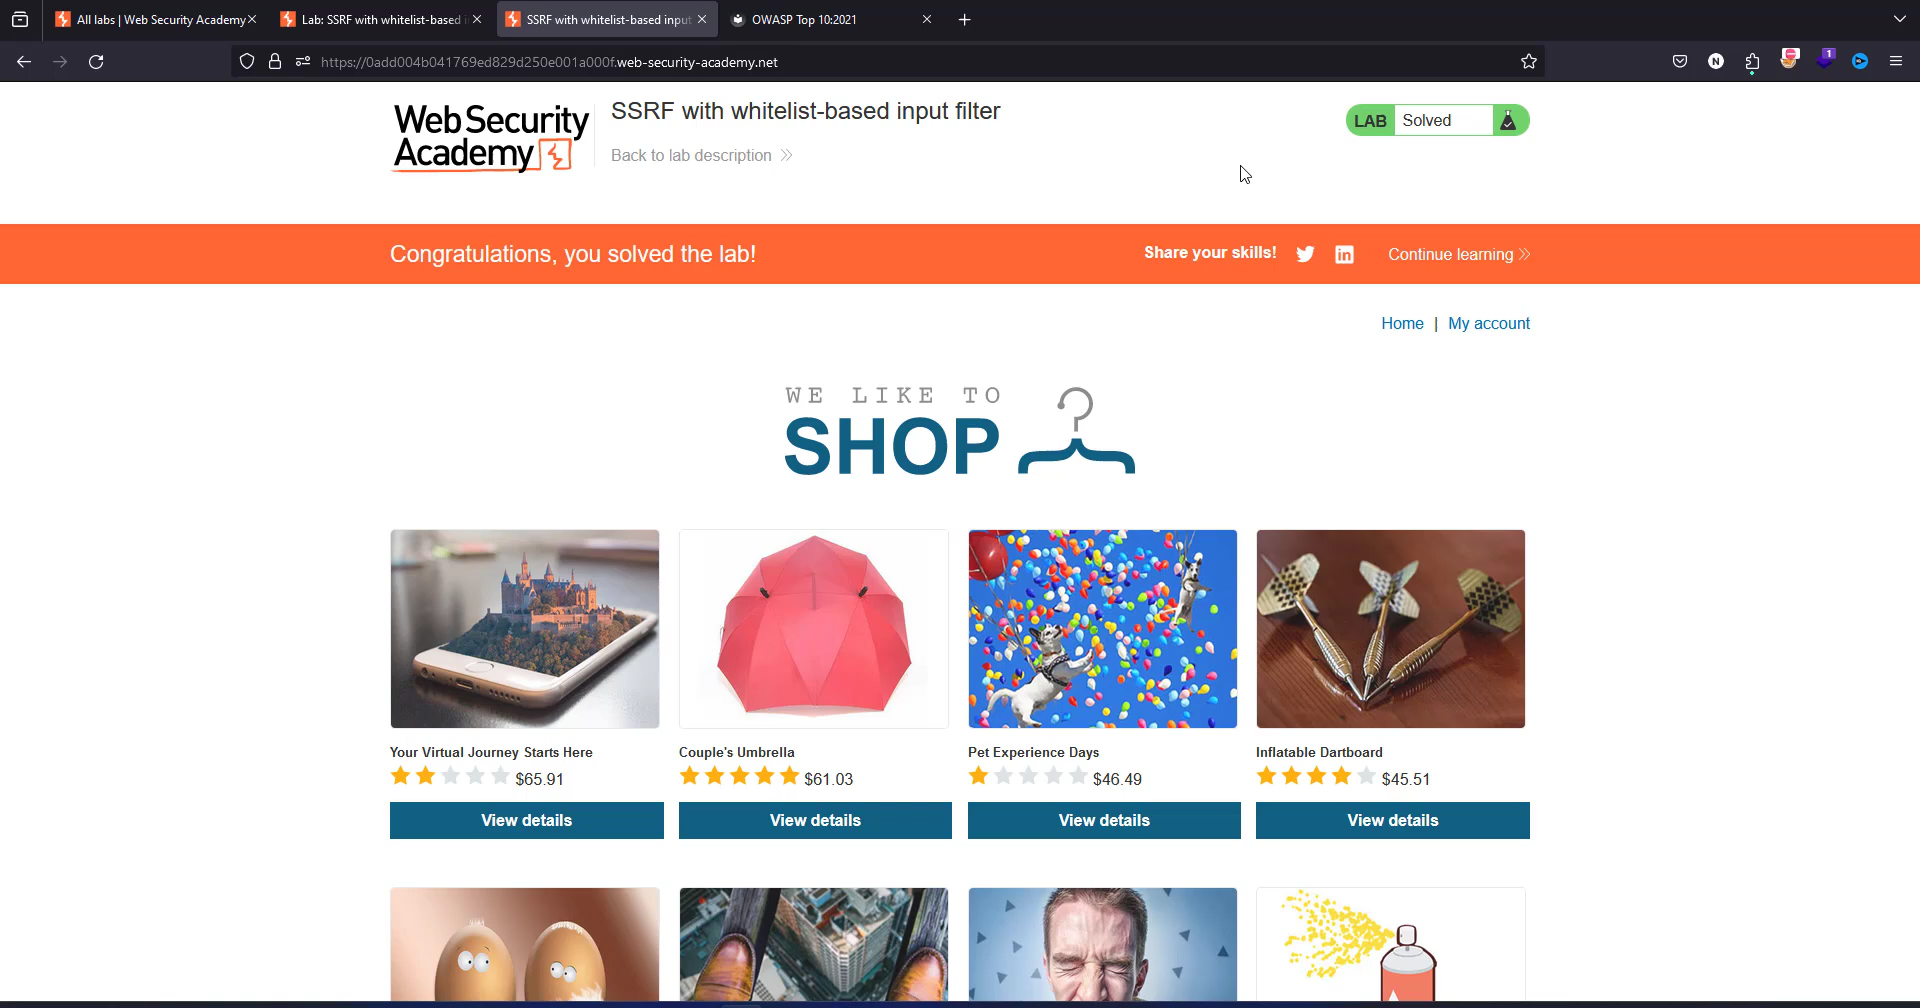 All labs | Web Security Academy
Lab: SSRF with whitelist-based i
SSRF with whitelist-based input
OWASP Top 10:2021
https://0add004b041769ed829d250e001a000f.web-security-academy.net
N
1
Web Security
Academy
SSRF with whitelist-based input filter
Back to lab description
LAB Solved
Congratulations, you solved the lab!
Share your skills!
Continue learning
Home | My account
WE LIKE TO
SHOP
Your Virtual Journey Starts Here
$65.91
View details
Couple's Umbrella
$61.03
View details
Pet Experience Days
$46.49
View details
Inflatable Dartboard
$45.51
View details